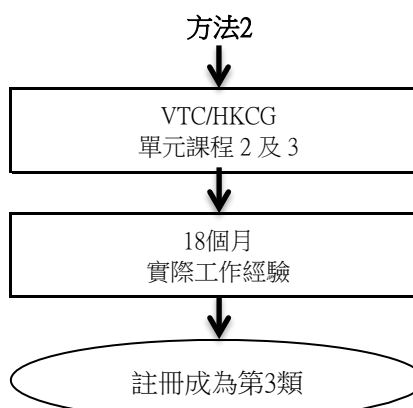 方法2
VTC/HKCG
單元課程 2 及 3
18個月
實際工作經驗
註冊成為第3類